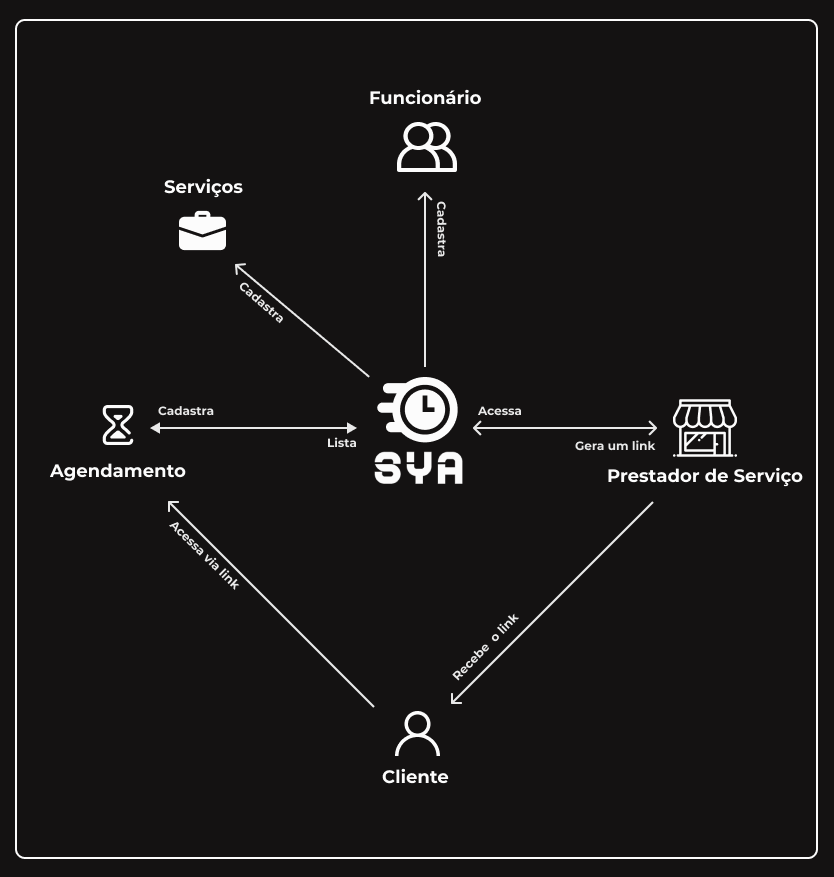 Funcionário
Serviços
Cadastra
Cadastra
Cadastra
Lista
Acessa
Gera um link
SYA
Agendamento
Prestador de Serviço
Acessa via link
Recebe o link
Cliente